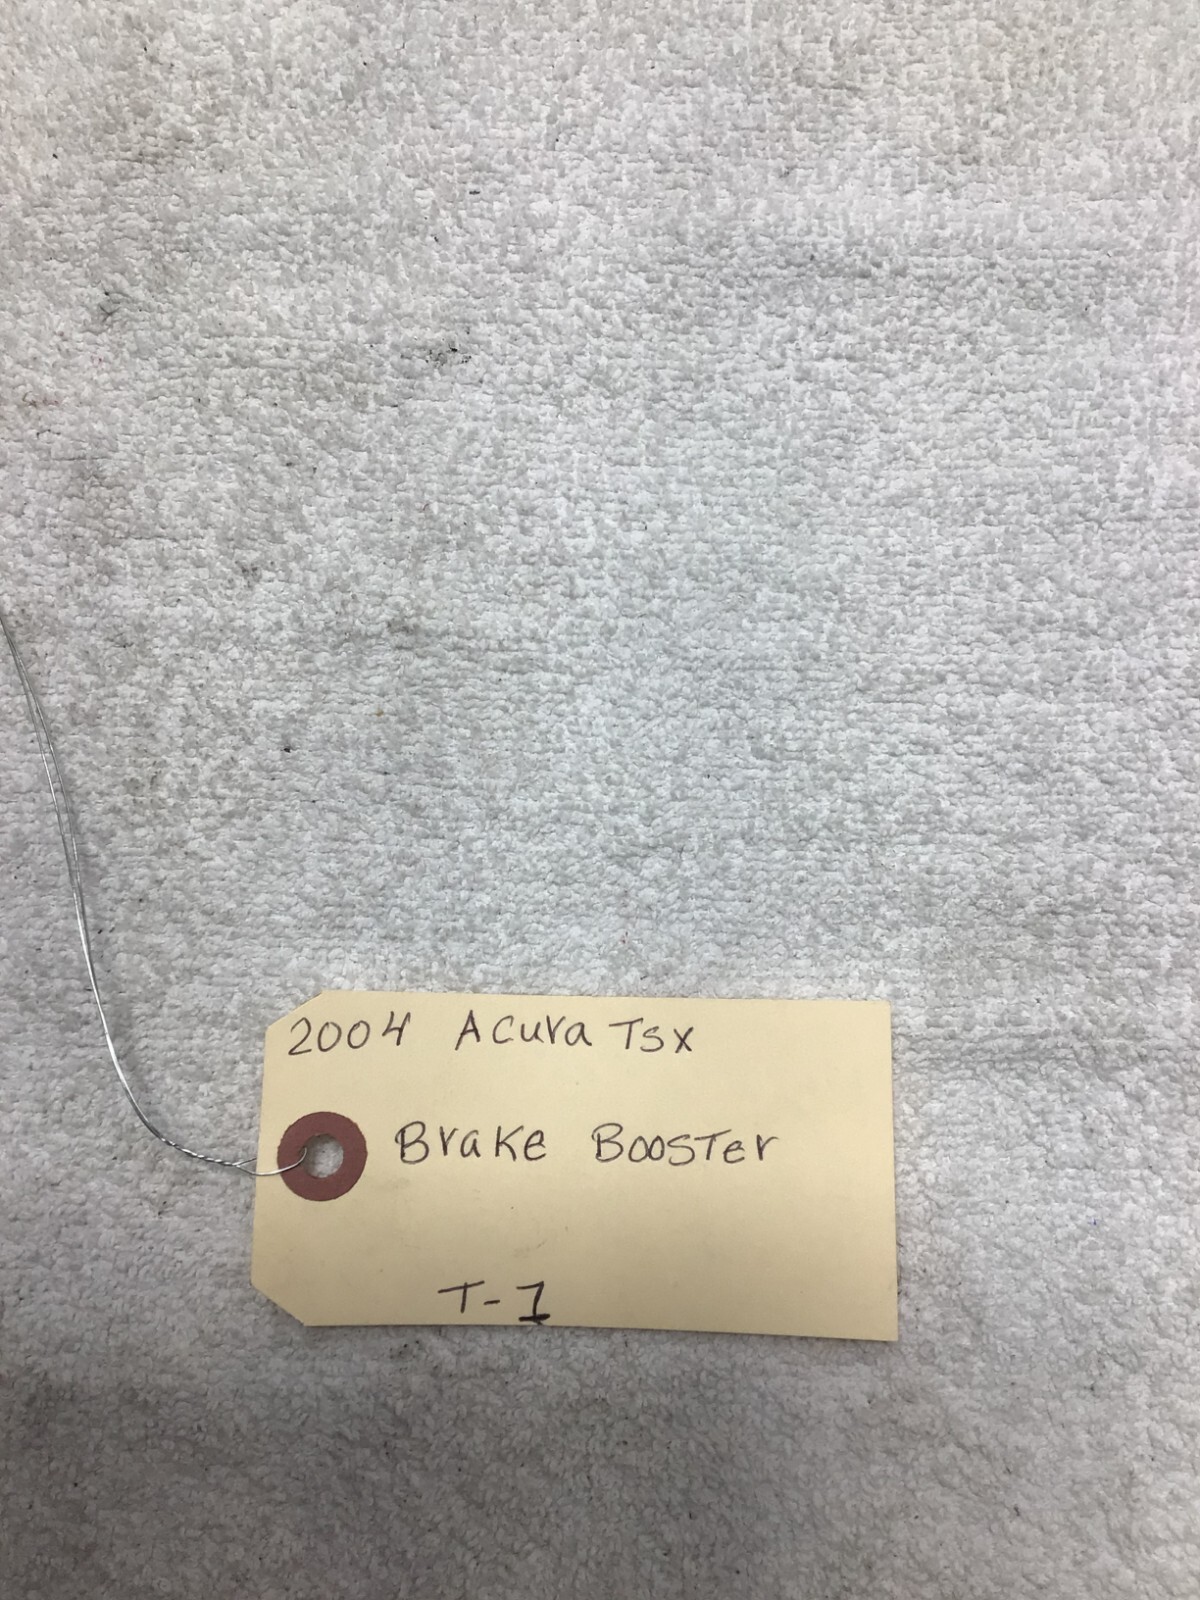 2004 Acura Tsx
Brake Booster
T-1